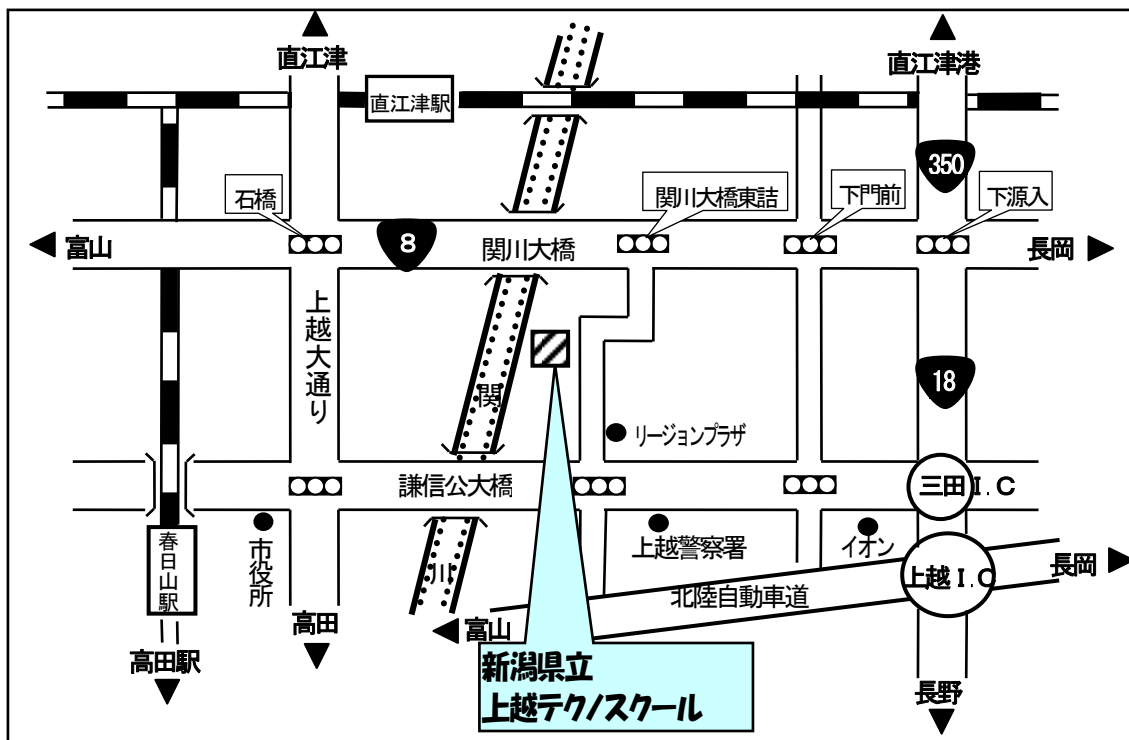 直江津
直江津港
直江津駅
350
石橋
関川大橋東詰
下門前
下源入
富山
8
関川大橋
長岡
上越大通り
18
関
リージョンプラザ
謙信公大橋
三田I.C
春日山駅
市役所
川
上越警察署
イオン
上越I.C
長岡
北陸自動車道
高田
富山
高田駅
新潟県立
上越テクノスクール
長野